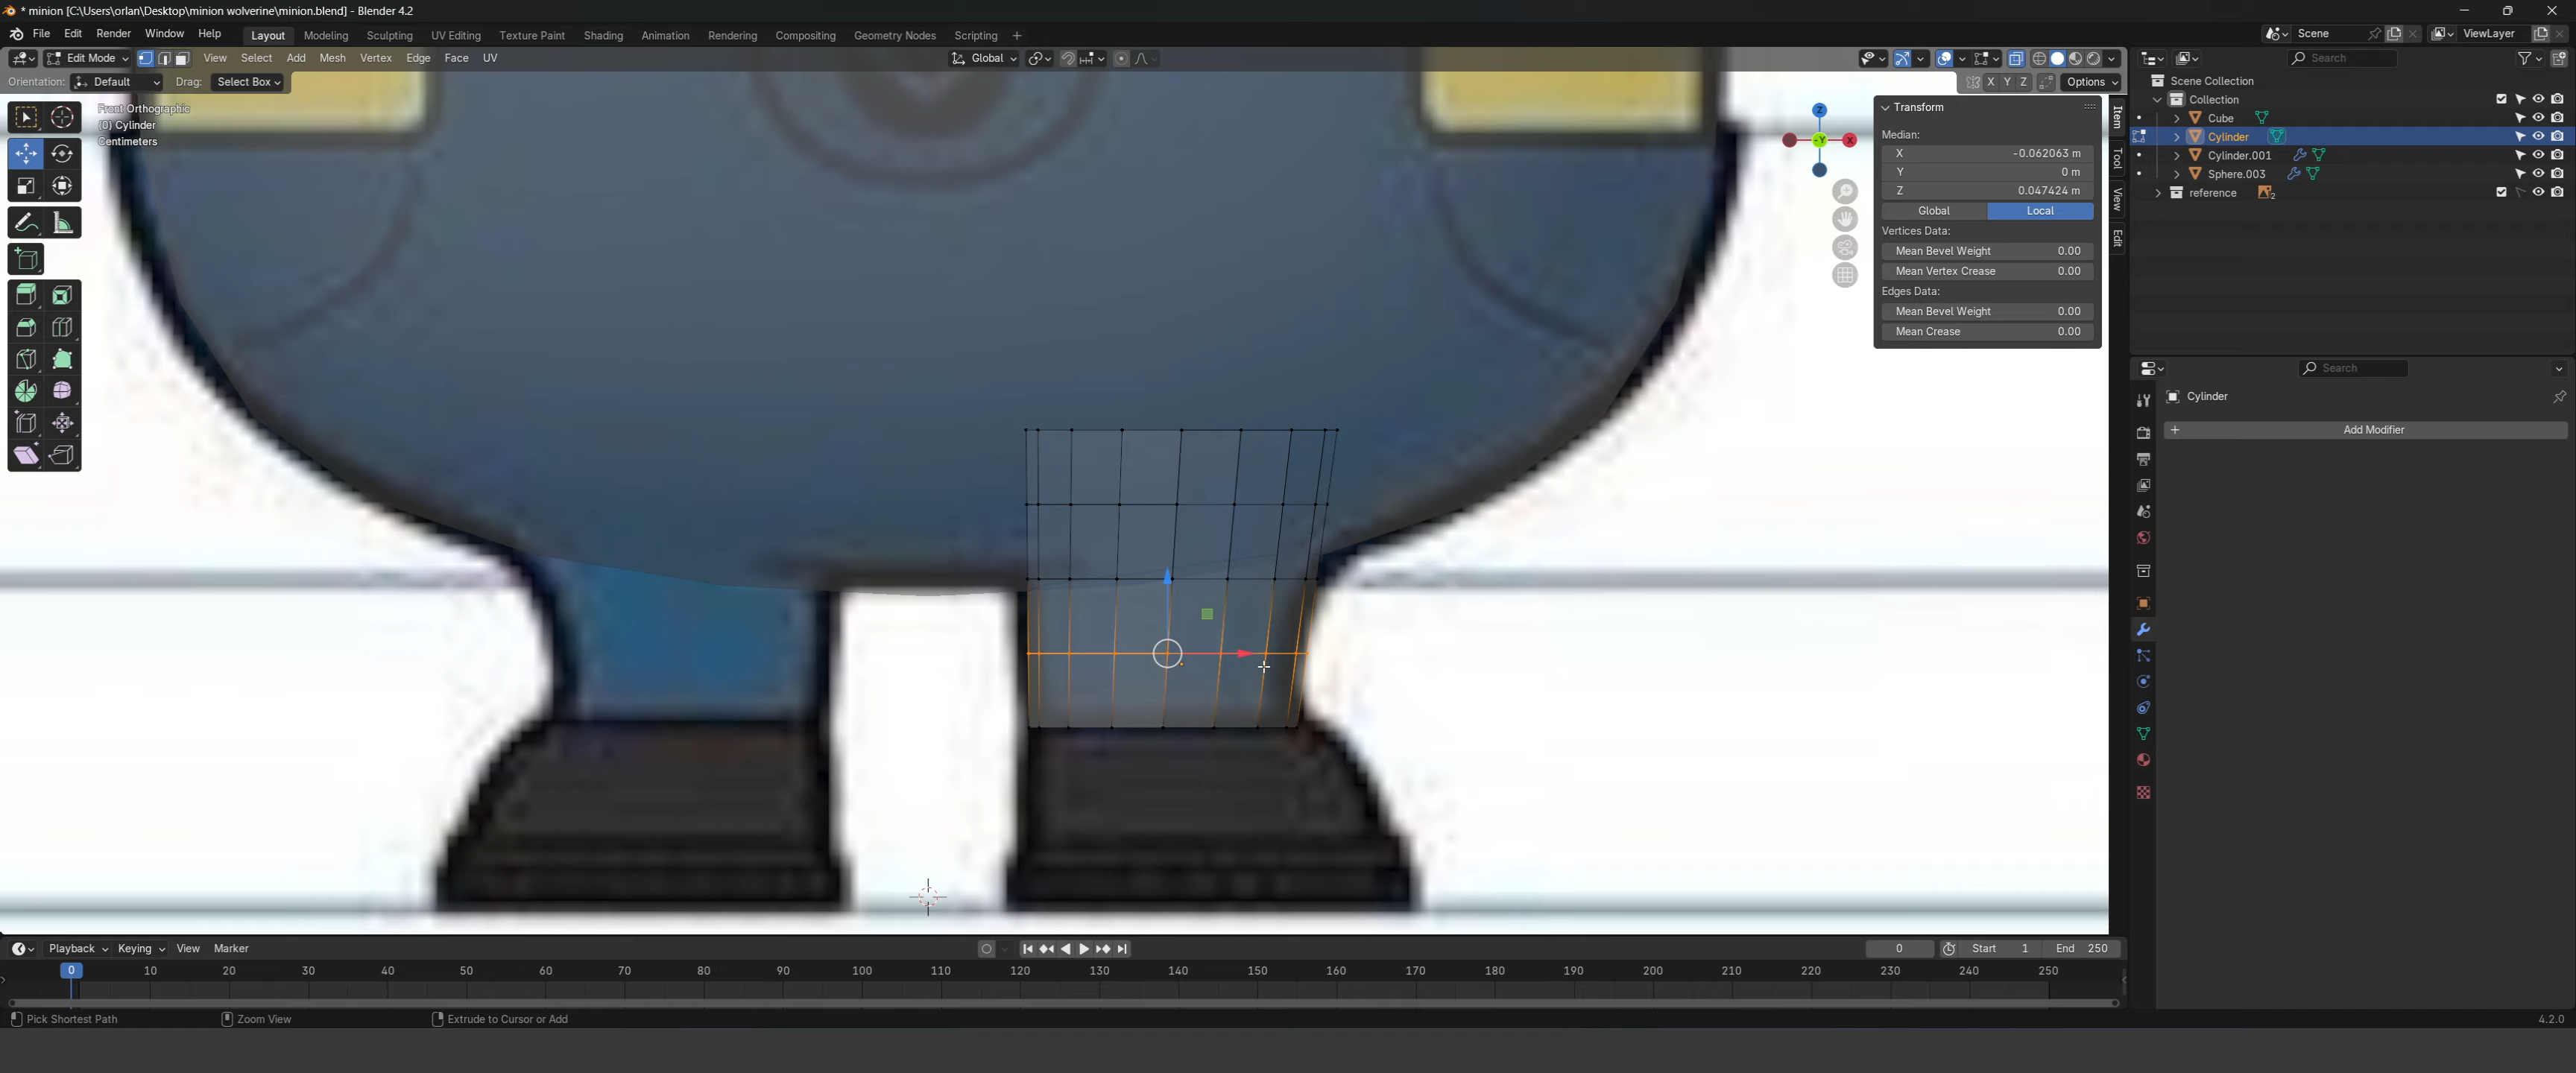 * minion [C:\Users\orlan\Desktop\minion wolverine\minion.blend] - Blender 4.2
File Edit Render Window Help Layout Modeling Sculpting UV Editing Texture Paint Shading Animation Rendering Compositing Geometry Nodes Scripting + Scene ViewLayer
Edit Mode View Select Add Mesh Vertex Edge Face UV Global Search
Orientation: Default Drag: Select Box X Y Z Options
Scene Collection
Collection
Cube
Cylinder
Cylinder.001
Sphere.003
reference 2
Front Orthographic
(0) Cylinder
Centimeters
Z
-Y
X
Transform
Median:
X -0.062063 m
Y 0 m
Z 0.047424 m
Global Local
Vertices Data:
Mean Bevel Weight 0.00
Mean Vertex Crease 0.00
Edges Data:
Mean Bevel Weight 0.00
Mean Crease 0.00
Item
Tool
View
Edit
Search
Cylinder
+ Add Modifier
Playback Keying View Marker 0 Start 1 End 250
0 10 20 30 40 50 60 70 80 90 100 110 120 130 140 150 160 170 180 190 200 210 220 230 240 250
Pick Shortest Path Zoom View Extrude to Cursor or Add 4.2.0